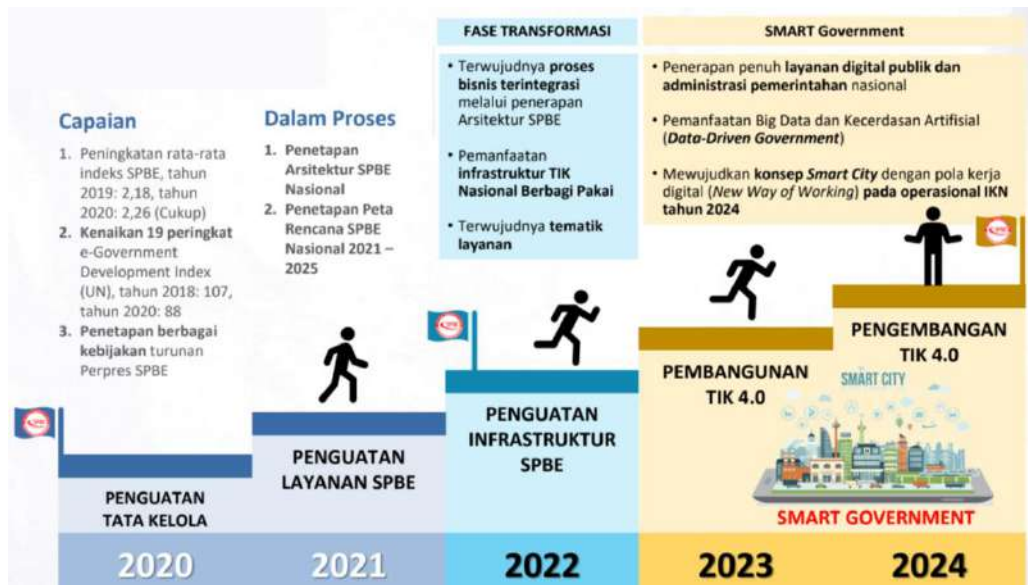 Capaian
1. Peningkatan rata-rata
indeks SPBE, tahun
2019: 2,18, tahun
2020: 2,26 (Cukup)
2. Kenaikan 19 peringkat
e-Government
Development Index
(UN), tahun 2018: 107,
tahun 2020: 88
3. Penetapan berbagai
kebijakan turunan
Perpres SPBE
Dalam Proses
1. Penetapan
Arsitektur SPBE
Nasional
2. Penetapan Peta
Rencana SPBE
Nasional 2021 –
2025
FASE TRANSFORMASI
• Terwujudnya proses
bisnis terintegrasi
melalui penerapan
Arsitektur SPBE
• Pemanfaatan
infrastruktur TIK
Nasional Berbagi Pakai
• Terwujudnya tematik
layanan
SMART Government
• Penerapan penuh layanan digital publik dan
administrasi pemerintahan nasional
• Pemanfaatan Big Data dan Kecerdasan Artifisial
(Data-Driven Government)
• Mewujudkan konsep Smart City dengan pola kerja
digital (New Way of Working) pada operasional IKN
tahun 2024
PENGUATAN
TATA KELOLA
PENGUATAN
LAYANAN SPBE
PENGUATAN
INFRASTRUKTUR
SPBE
PEMBANGUNAN
TIK 4.0
PENGEMBANGAN
TIK 4.0
SMART CITY
SMART GOVERNMENT
2020
2021
2022
2023
2024